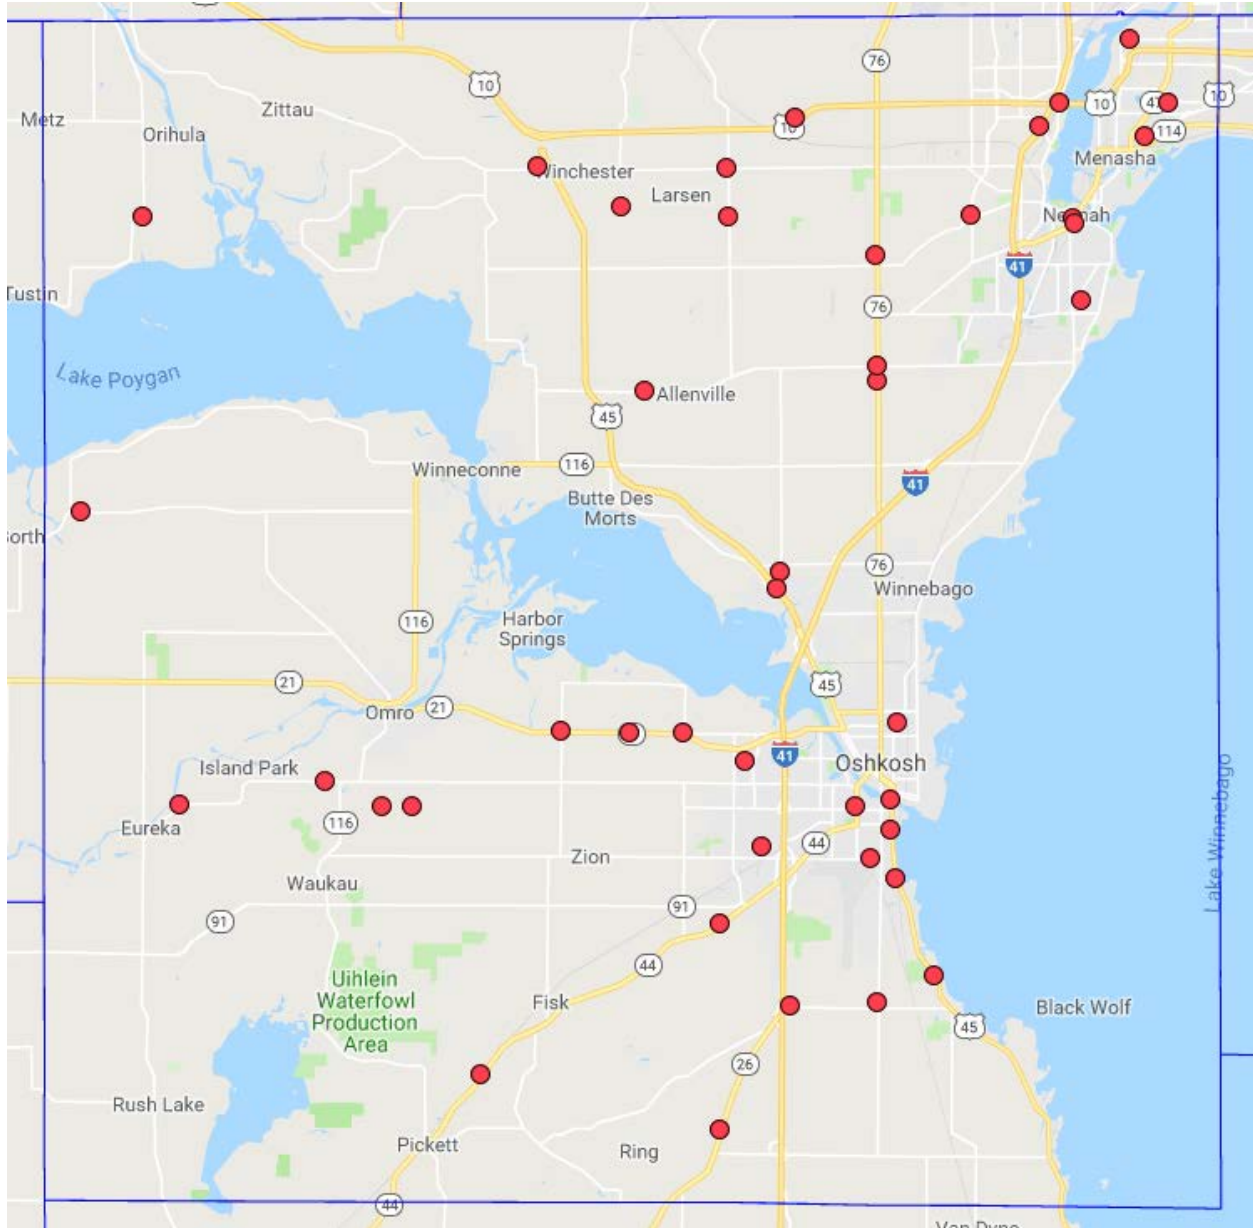 76
10
10
10
47
114
10
Metz
Zittau
Orihula
Menasha
Winchester
Larsen
Neenah
41
Tustin
76
Lake Poygan
Allenville
45
Winneconne
116
41
Butte Des
Morts
76
Winnebago
116
Harbor
Springs
21
45
Omro
21
41
Oshkosh
Island Park
Lake Winnebago
Eureka
116
44
Zion
Waukau
91
91
44
Uihlein
Waterfowl
Production
Area
Fisk
Black Wolf
45
26
Rush Lake
Pickett
Ring
44